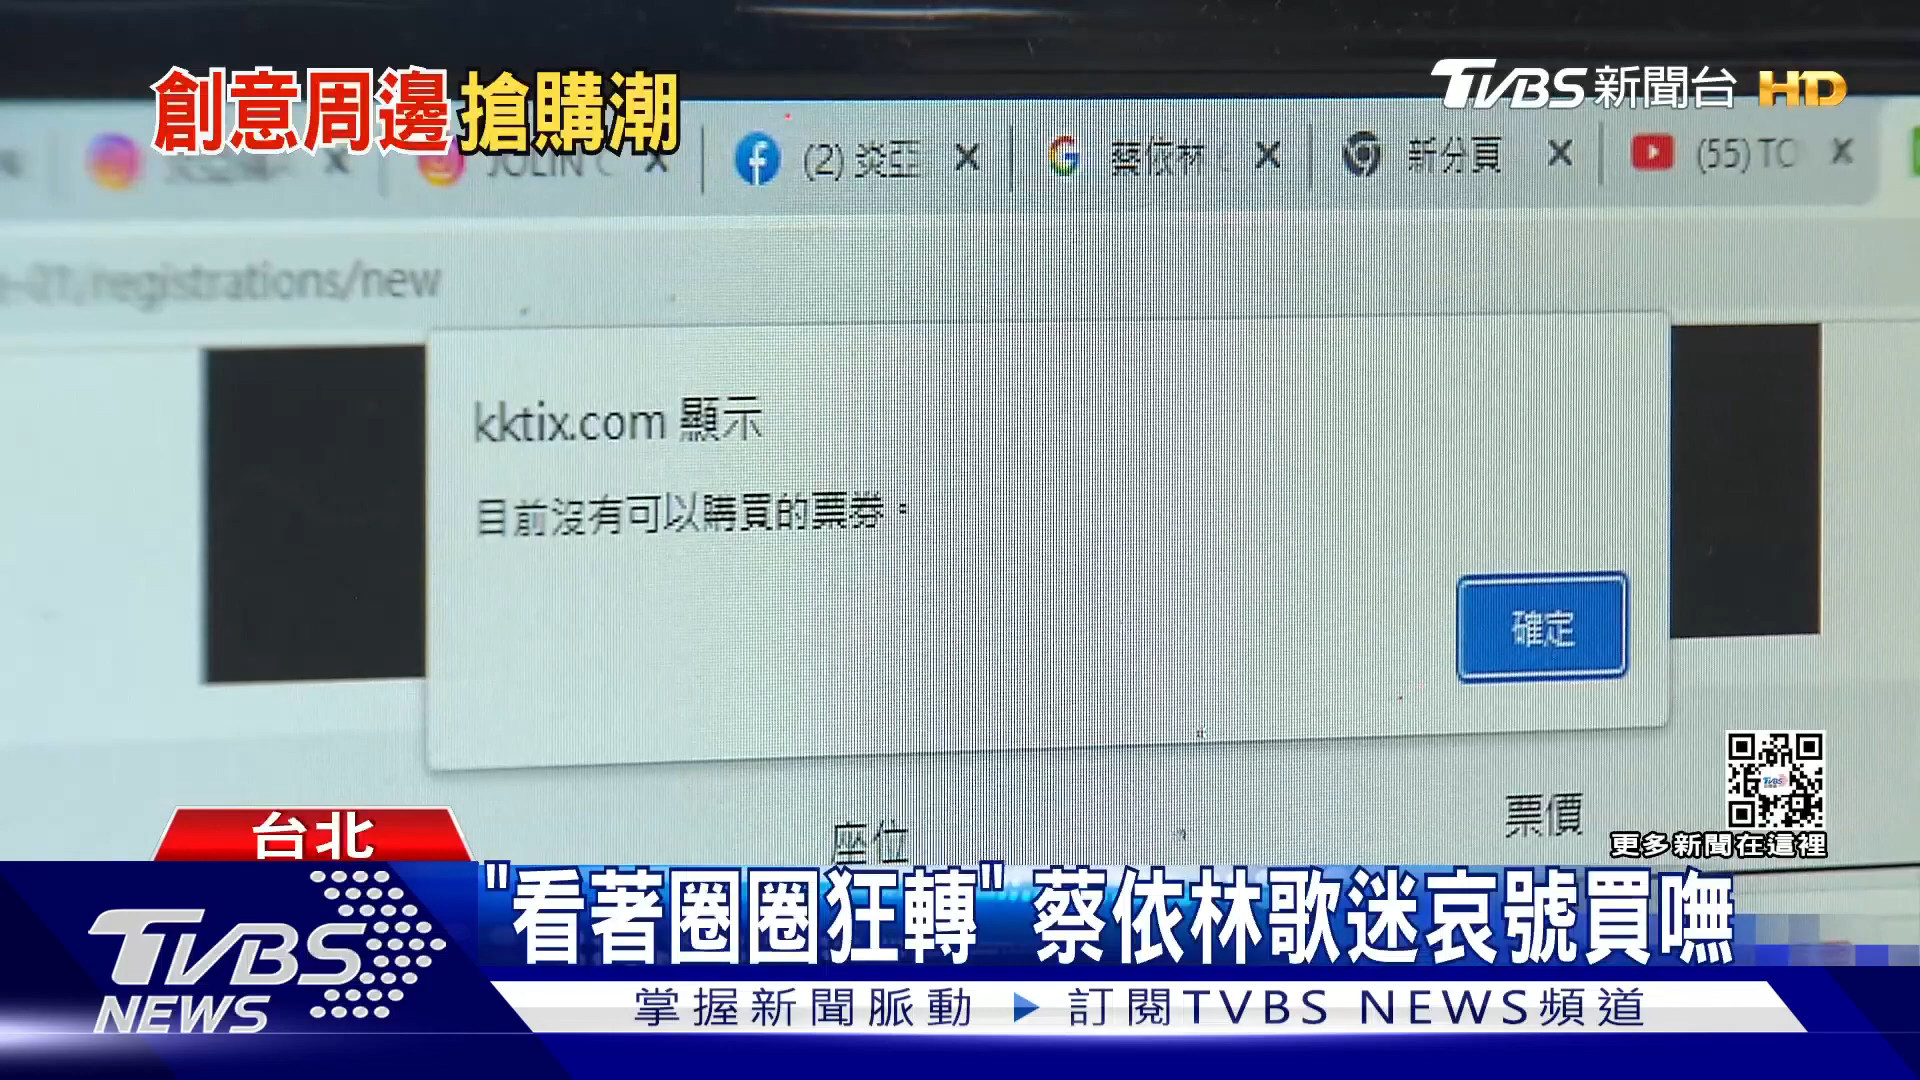 創意周邊 搶購潮
TVBS新聞台 HD
JOLIN
(2) 炎亞
蔡依林
新分頁
(55) TO
/registrations/new
kktix.com 顯示
目前沒有可以購買的票券。
確定
座位
票價
更多新聞在這裡
台北
"看著圈圈狂轉" 蔡依林歌迷哀號買嘸
TVBS
NEWS
掌握新聞脈動 ▶ 訂閱TVBS NEWS頻道